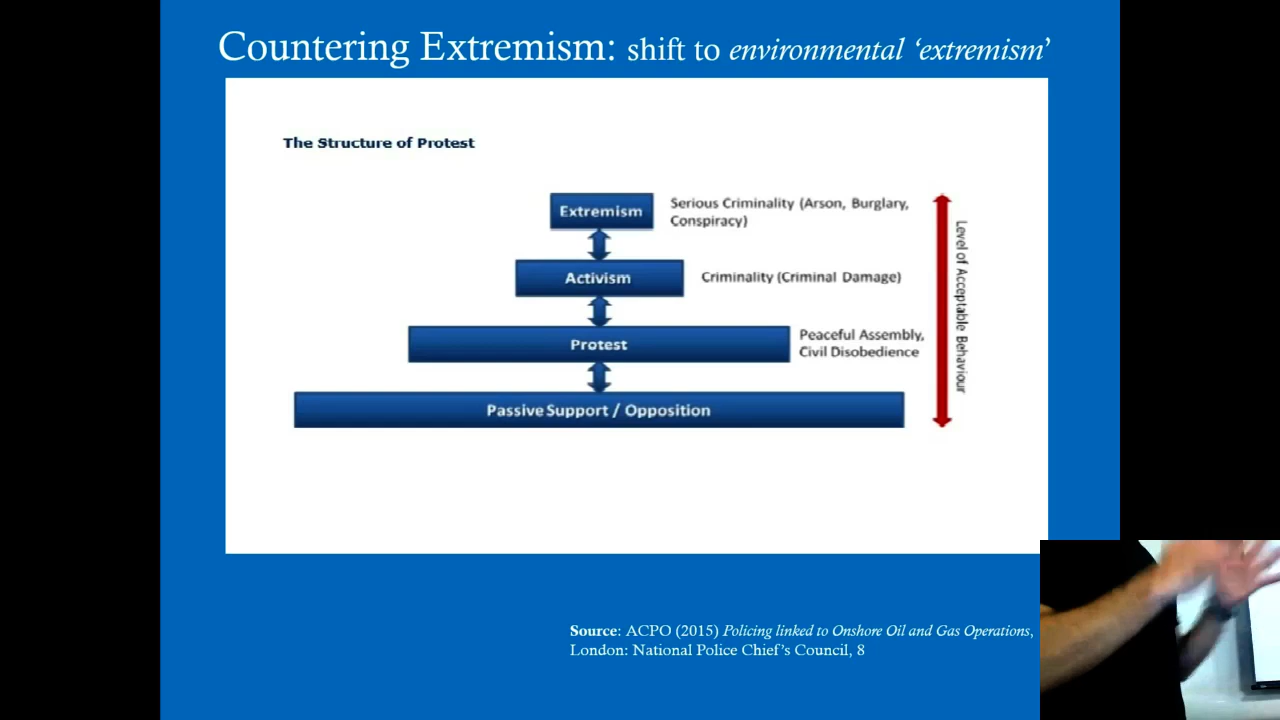 Countering Extremism: shift to environmental ‘extremism’
The Structure of Protest
Extremism
Serious Criminality (Arson, Burglary,
Conspiracy)
Activism
Criminality (Criminal Damage)
Protest
Peaceful Assembly,
Civil Disobedience
Passive Support / Opposition
Level of Acceptable Behaviour
Source: ACPO (2015) Policing linked to Onshore Oil and Gas Operations,
London: National Police Chief’s Council, 8